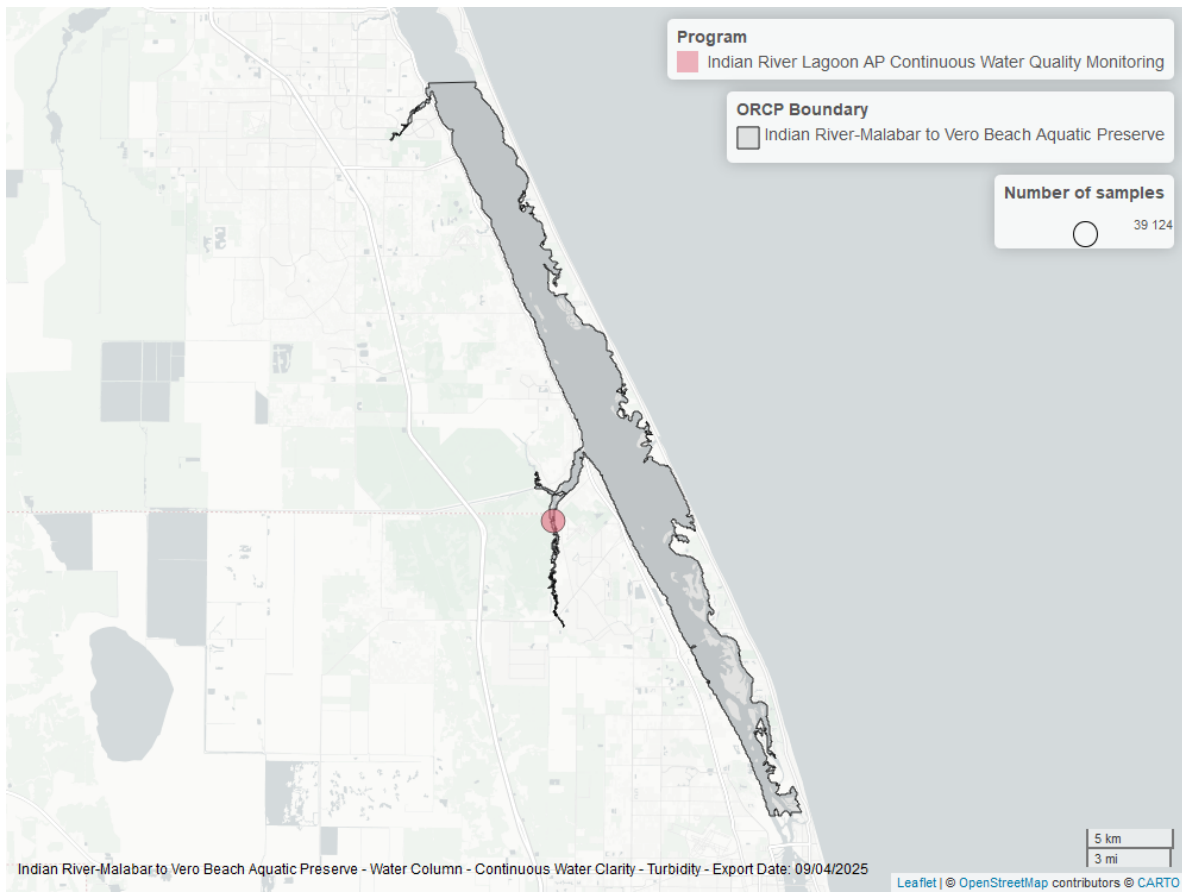 Program
Indian River Lagoon AP Continuous Water Quality Monitoring
ORCP Boundary
Indian River-Malabar to Vero Beach Aquatic Preserve
Number of samples
39 124
5 km
3 mi
Indian River-Malabar to Vero Beach Aquatic Preserve - Water Column - Continuous Water Clarity - Turbidity - Export Date: 09/04/2025
Leaflet | © OpenStreetMap contributors © CARTO